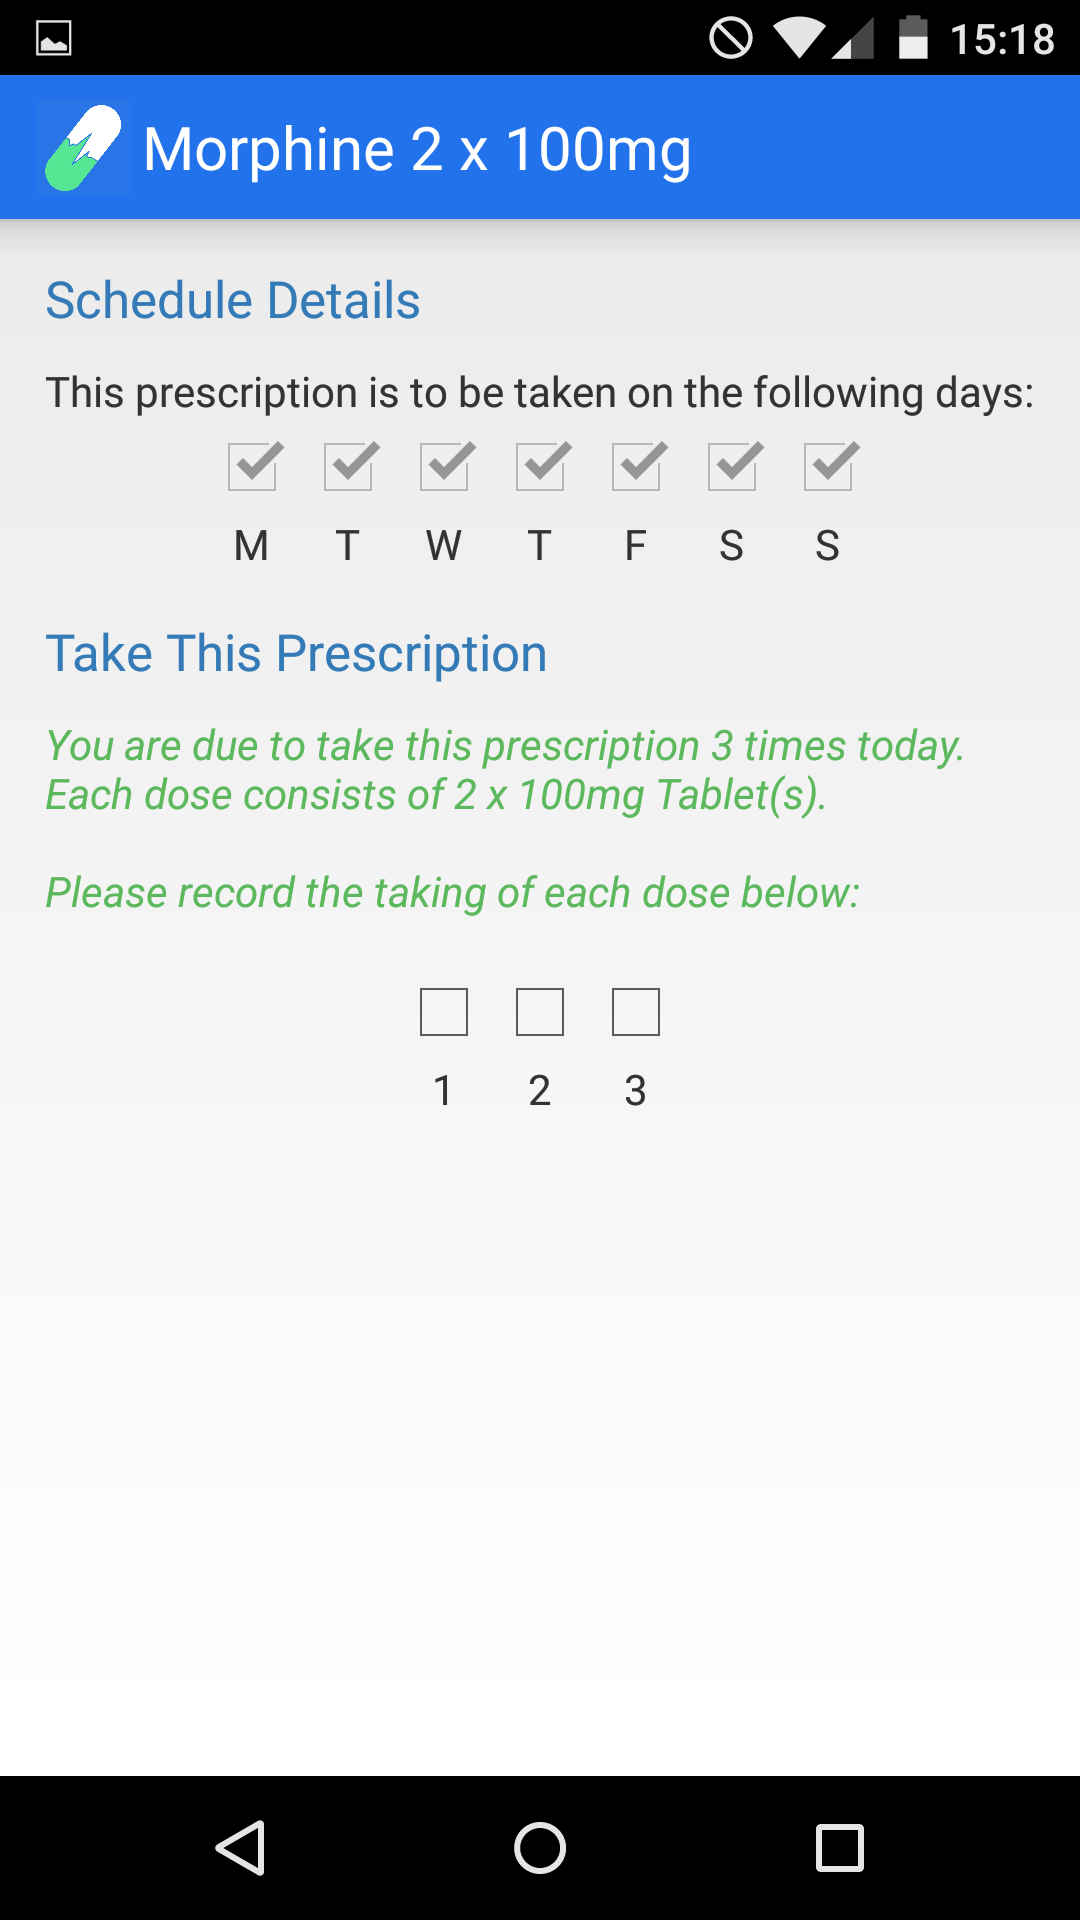 15:18
Morphine 2 x 100mg
Schedule Details
This prescription is to be taken on the following days:
M T W T F S S
Take This Prescription
You are due to take this prescription 3 times today.
Each dose consists of 2 x 100mg Tablet(s).
Please record the taking of each dose below:
1 2 3